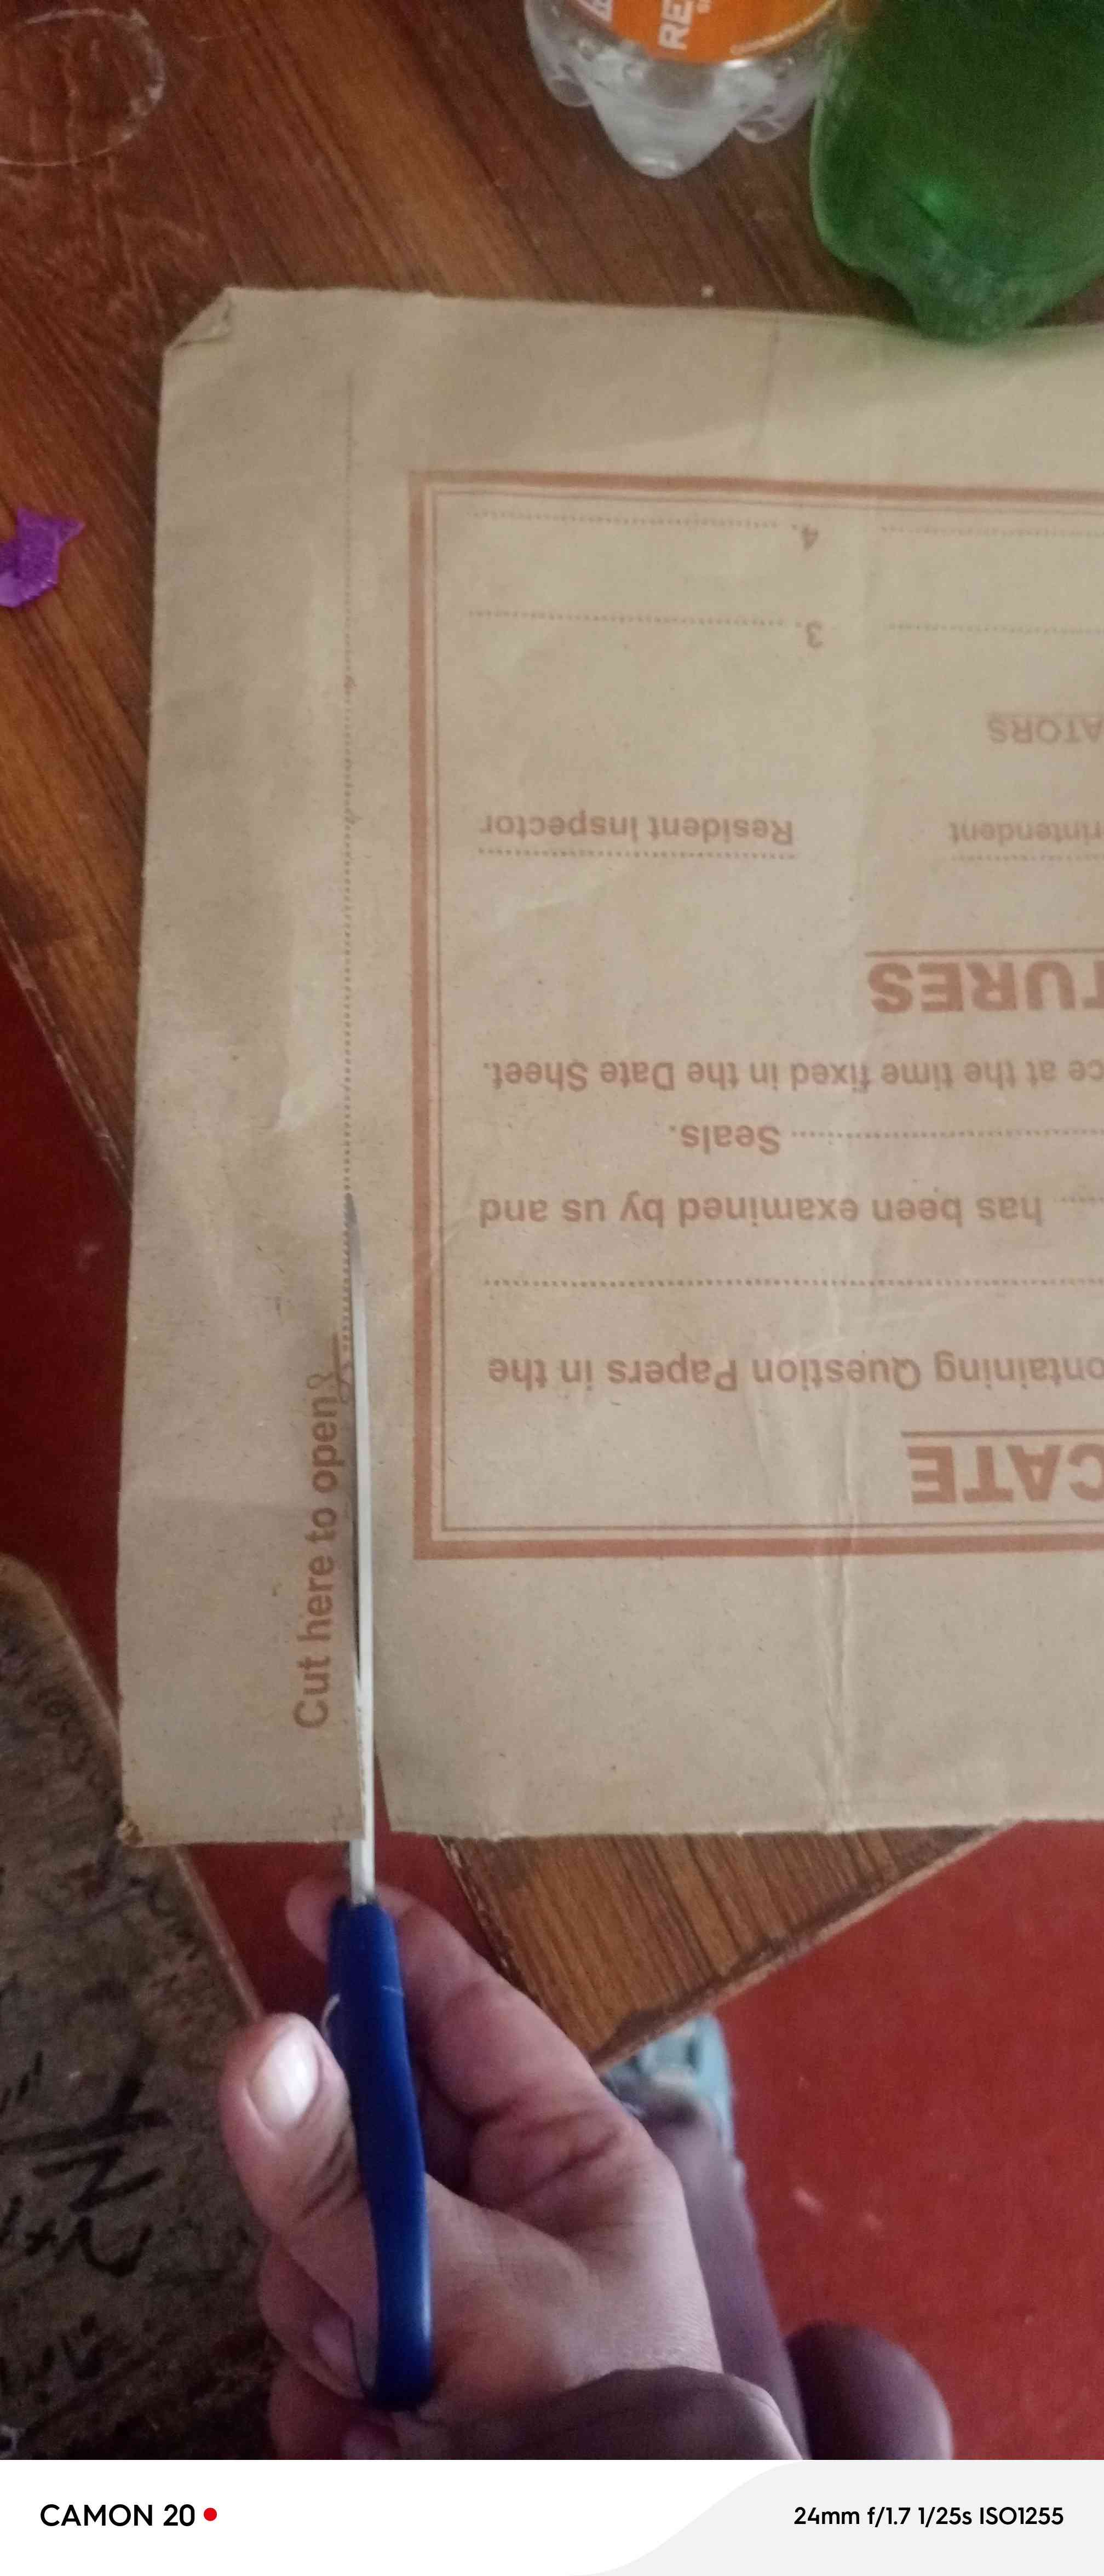 RE
CATE
ontaining Question Papers in the
has been examined by us and
Seals.
ce at the time fixed in the Date Sheet.
TURES
rintendent
Resident Inspector
ATORS
3.
4.
Cut here to open
CAMON 20
24mm f/1.7 1/25s ISO1255